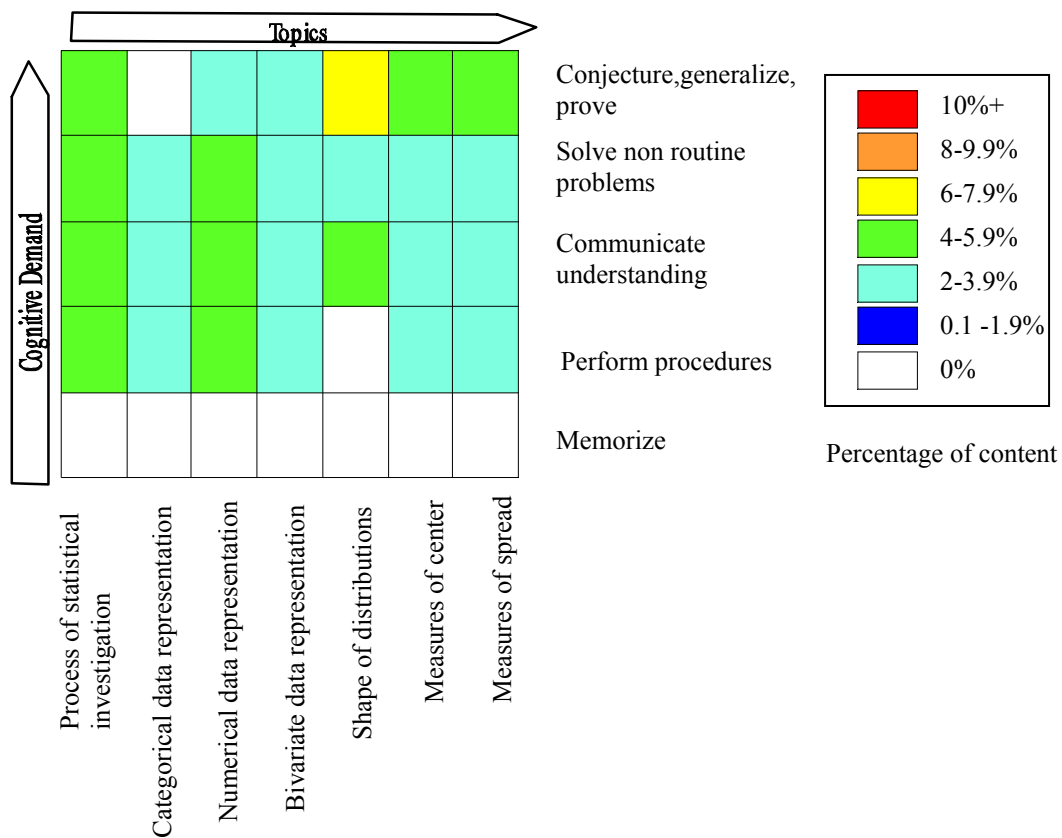 Topics
Cognitive Demand
Conjecture,generalize,
prove
Solve non routine
problems
Communicate
understanding
Perform procedures
Memorize
10%+
8-9.9%
6-7.9%
4-5.9%
2-3.9%
0.1 -1.9%
0%
Percentage of content
Process of statistical
investigation
Categorical data representation
Numerical data representation
Bivariate data representation
Shape of distributions
Measures of center
Measures of spread